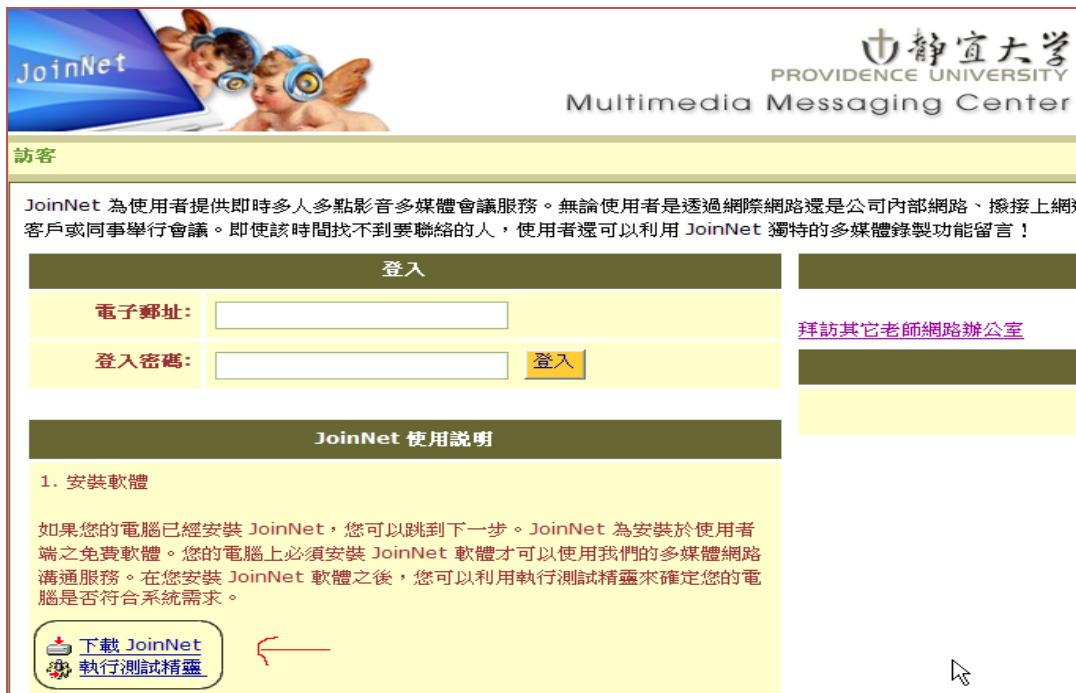 JoinNet
靜宜大学
PROVIDENCE UNIVERSITY
Multimedia Messaging Center
訪客
JoinNet 為使用者提供即時多人多點影音多媒體會議服務。無論使用者是透過網際網路還是公司內部網路、撥接上網
客戶或同事舉行會議。即使該時間找不到要聯絡的人，使用者還可以利用 JoinNet 獨特的多媒體錄製功能留言！
登入
電子郵址:
登入密碼:
登入
拜訪其它老師網路辦公室
JoinNet 使用說明
1. 安裝軟體
如果您的電腦已經安裝 JoinNet，您可以跳到下一步。JoinNet 為安裝於使用者
端之免費軟體。您的電腦上必須安裝 JoinNet 軟體才可以使用我們的多媒體網路
溝通服務。在您安裝 JoinNet 軟體之後，您可以利用執行測試精靈來確定您的電
腦是否符合系統需求。
下載 JoinNet
執行測試精靈